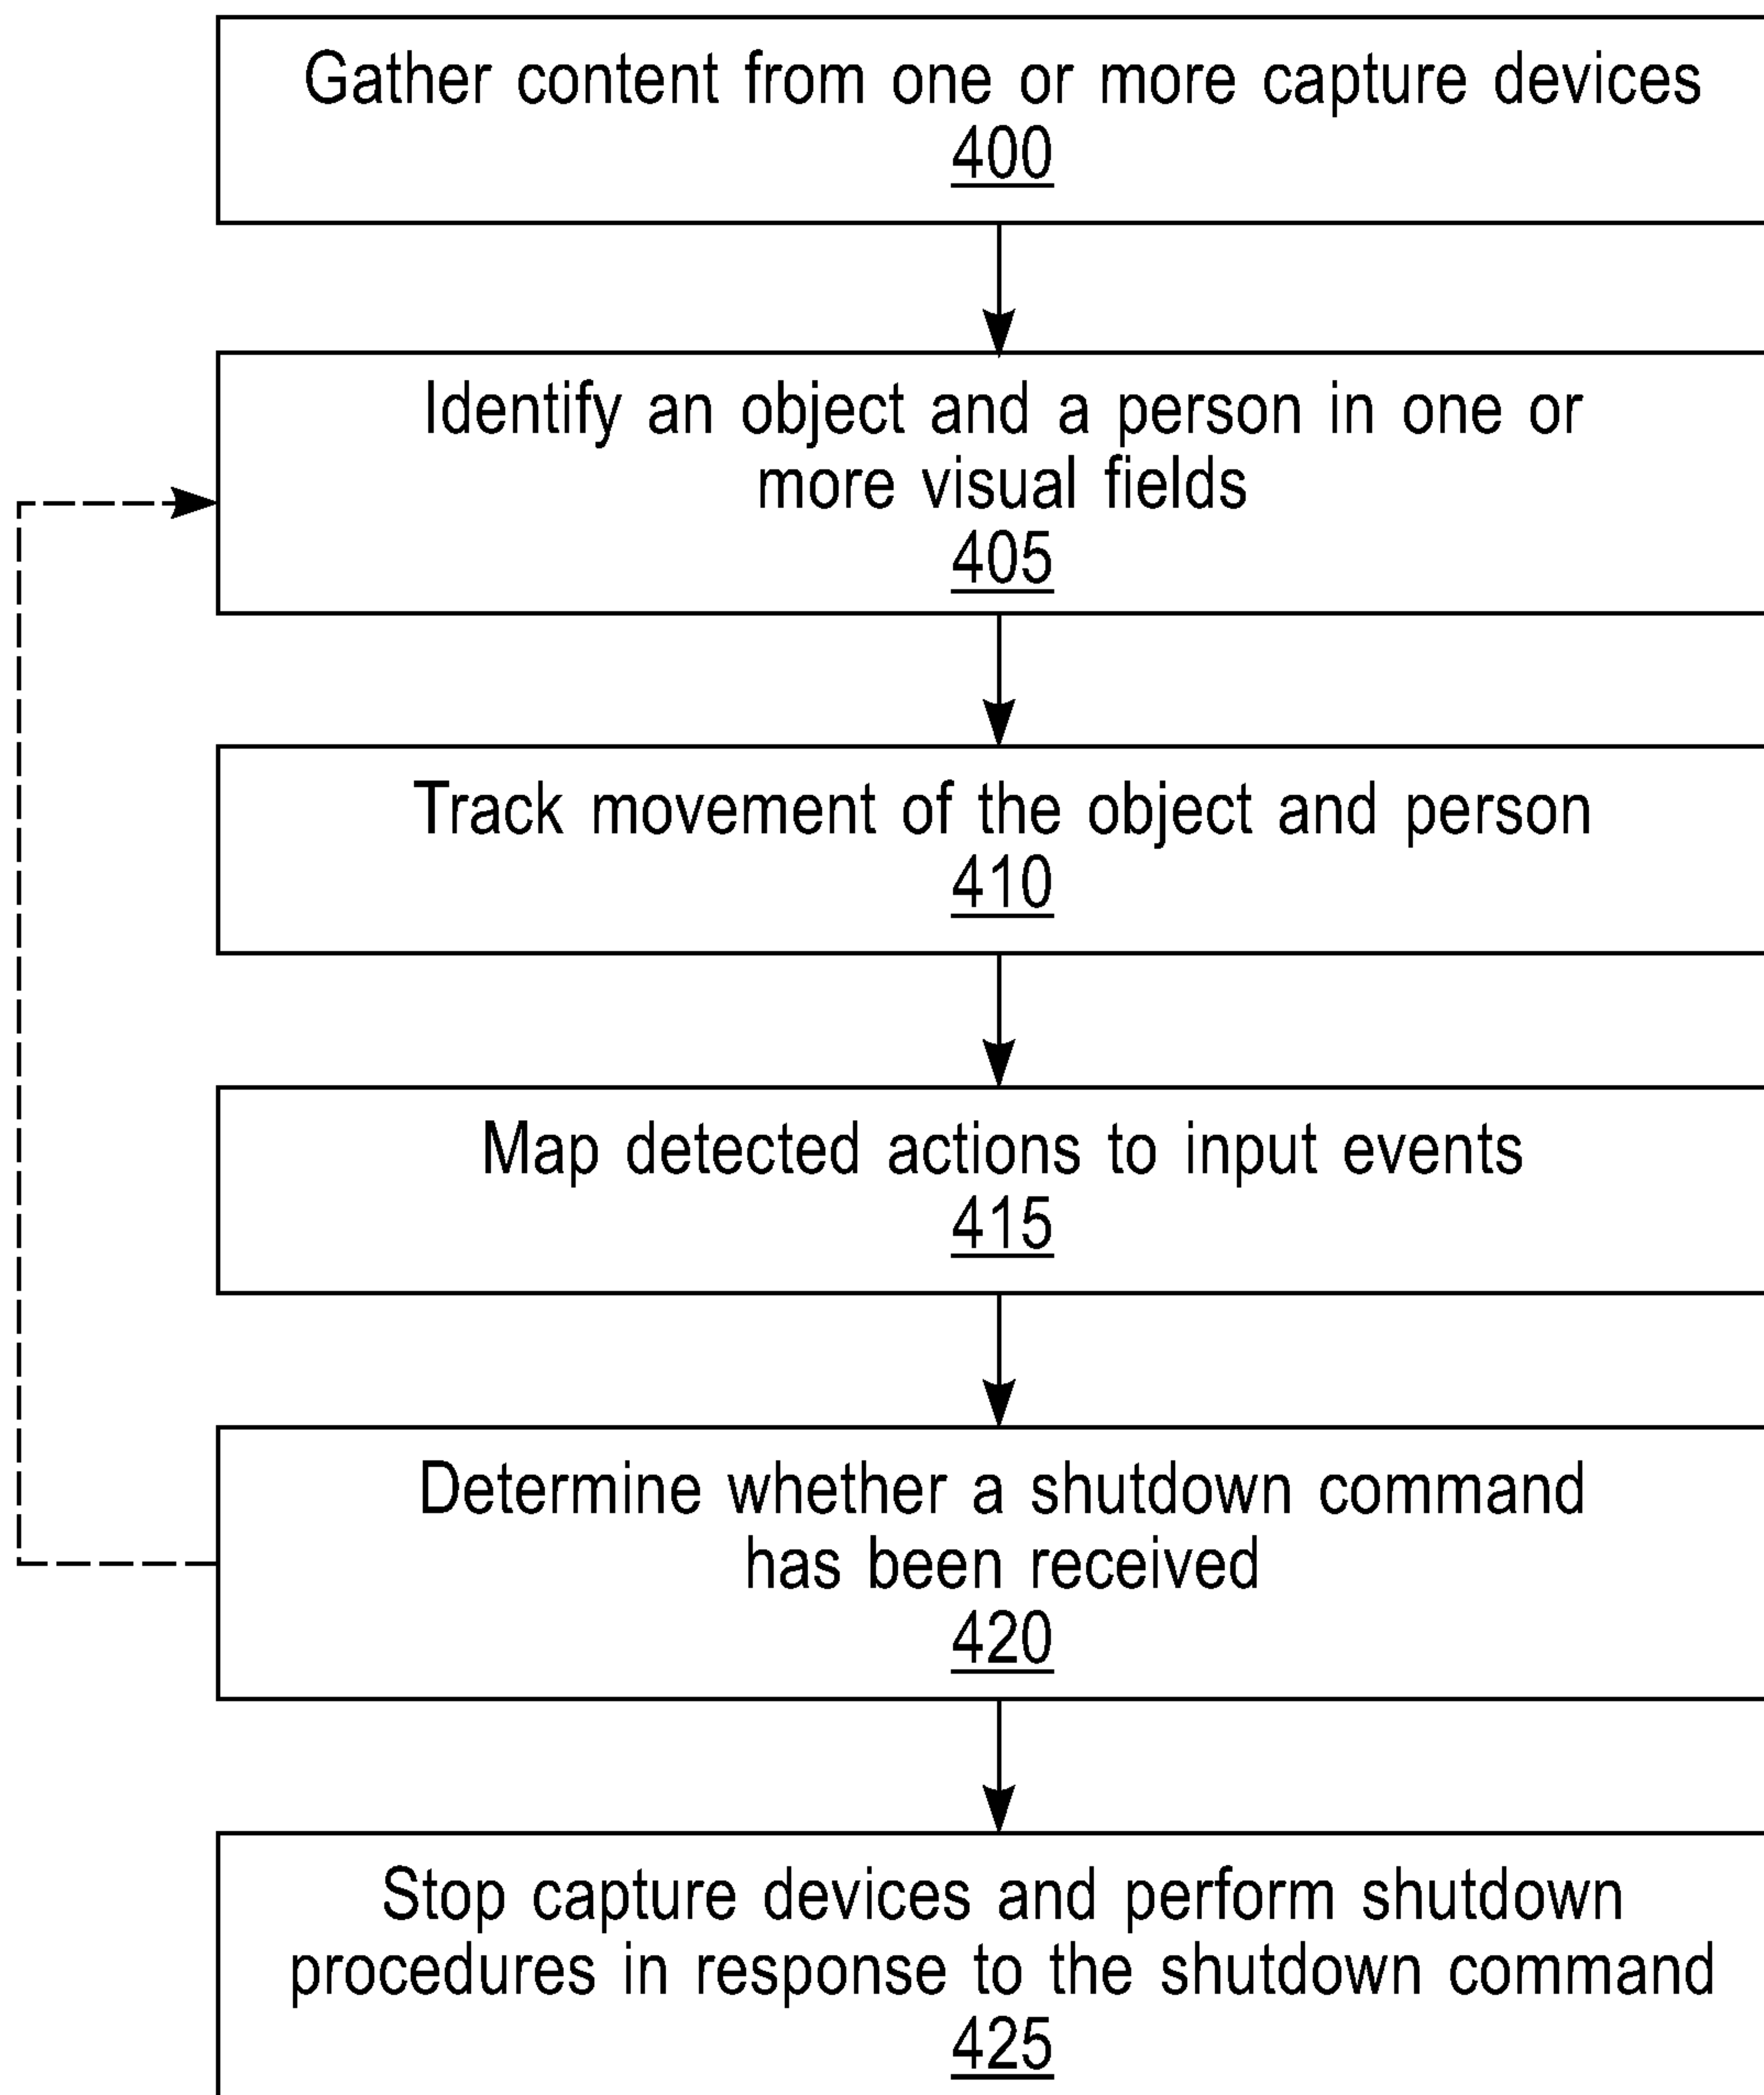 Gather content from one or more capture devices
400
Identify an object and a person in one or
more visual fields
405
Track movement of the object and person
410
Map detected actions to input events
415
Determine whether a shutdown command
has been received
420
Stop capture devices and perform shutdown
procedures in response to the shutdown command
425